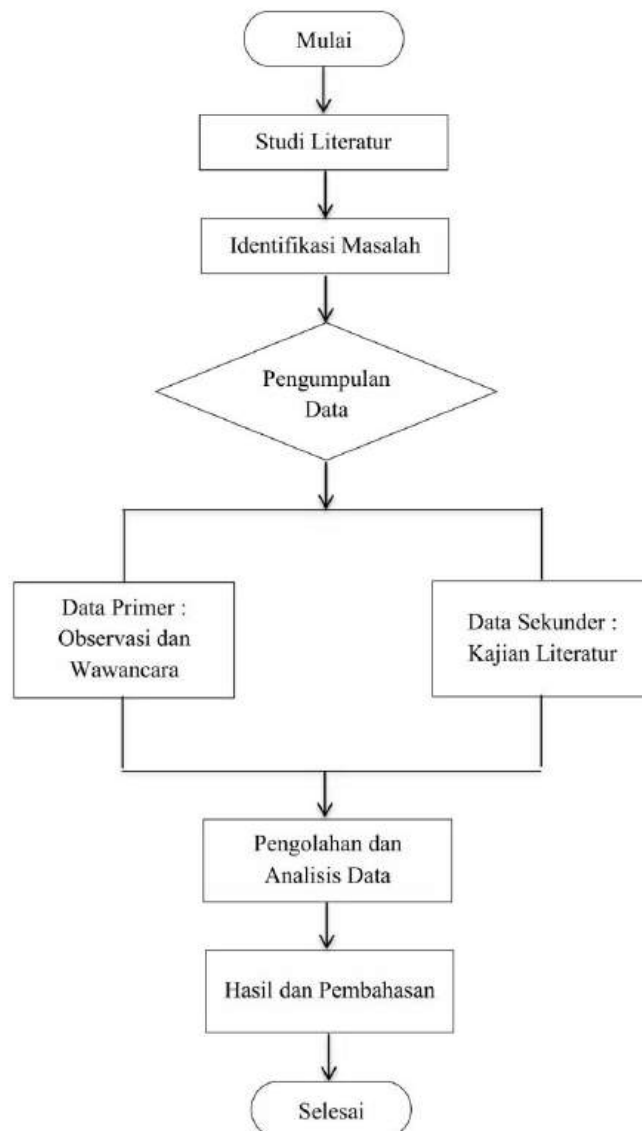 Mulai
Studi Literatur
Identifikasi Masalah
Pengumpulan
Data
Data Primer :
Observasi dan
Wawancara
Data Sekunder :
Kajian Literatur
Pengolahan dan
Analisis Data
Hasil dan Pembahasan
Selesai